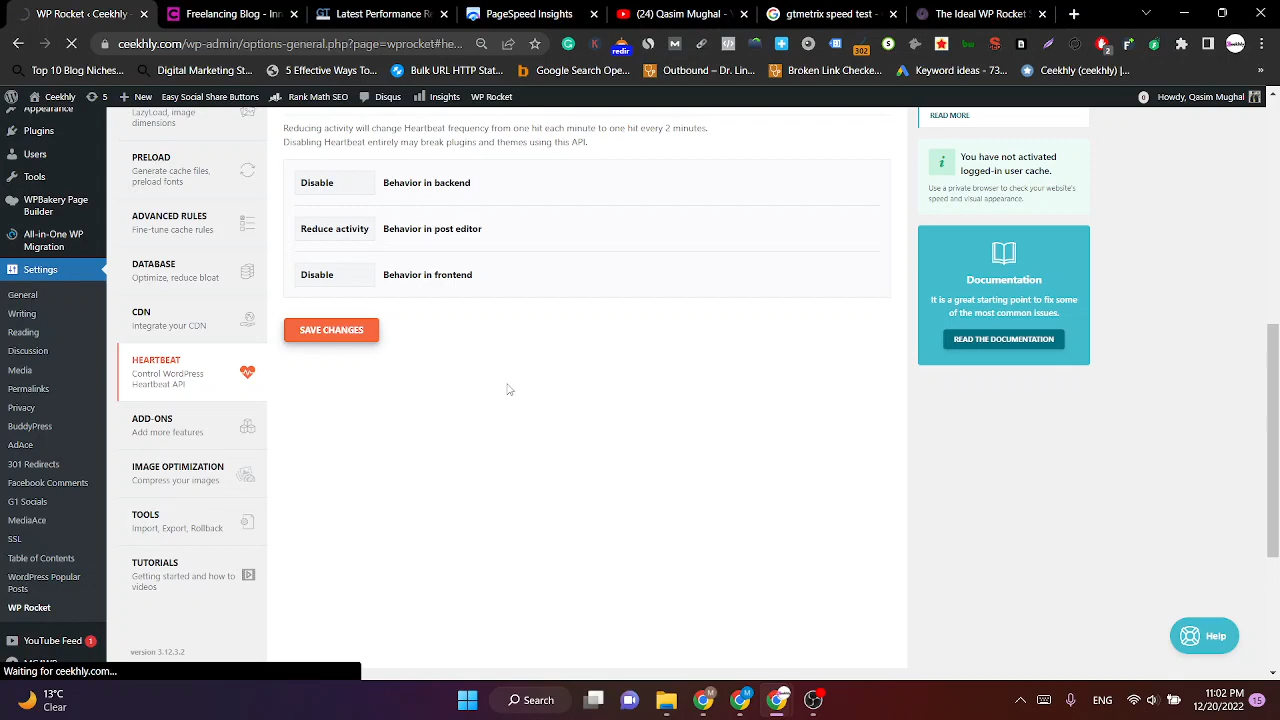 WP Rocket Settings ‹ Ceekhly —
Freelancing Blog - Inn
Latest Performance Re
PageSpeed Insights
(24) Qasim Mughal -
gtmetrix speed test -
The Ideal WP Rocket
ceekhly.com/wp-admin/options-general.php?page=wprocket#he...
redir
302
2
Top 10 Best Niches...
Digital Marketing St...
5 Effective Ways To...
Bulk URL HTTP Stat...
Google Search Ope...
Outbound – Dr. Lin...
Broken Link Checke...
Keyword ideas - 73...
Ceekhly (ceekhly) |...
Ceekhly
5
New
Easy Social Share Buttons
Rank Math SEO
Disqus
Insights
WP Rocket
0
Howdy, Qasim Mughal
Appearance
Plugins
Users
Tools
WPBakery Page Builder
All-in-One WP
Migration
Settings
General
Writing
Reading
Discussion
Media
Permalinks
Privacy
BuddyPress
AdAce
301 Redirects
Facebook Comments
G1 Socials
MediaAce
SSL
Table of Contents
Wordpress Popular
Posts
WP Rocket
YouTube Feed 1
LazyLoad, image
dimensions
PRELOAD
Generate cache files,
preload fonts
ADVANCED RULES
Fine-tune cache rules
DATABASE
Optimize, reduce bloat
CDN
Integrate your CDN
HEARTBEAT
Control WordPress
Heartbeat API
ADD-ONS
Add more features
IMAGE OPTIMIZATION
Compress your images
TOOLS
Import, Export, Rollback
TUTORIALS
Getting started and how to
videos
version 3.12.3.2
Reducing activity will change Heartbeat frequency from one hit each minute to one hit every 2 minutes.
Disabling Heartbeat entirely may break plugins and themes using this API.
Disable Behavior in backend
Reduce activity Behavior in post editor
Disable Behavior in frontend
SAVE CHANGES
READ MORE
You have not activated
logged-in user cache.
Use a private browser to check your website's
speed and visual appearance.
Documentation
It is a great starting point to fix some
of the most common issues.
READ THE DOCUMENTATION
Help
Waiting for ceekhly.com...
13°C
Clear
Search
ENG
11:02 PM
12/20/2022
15